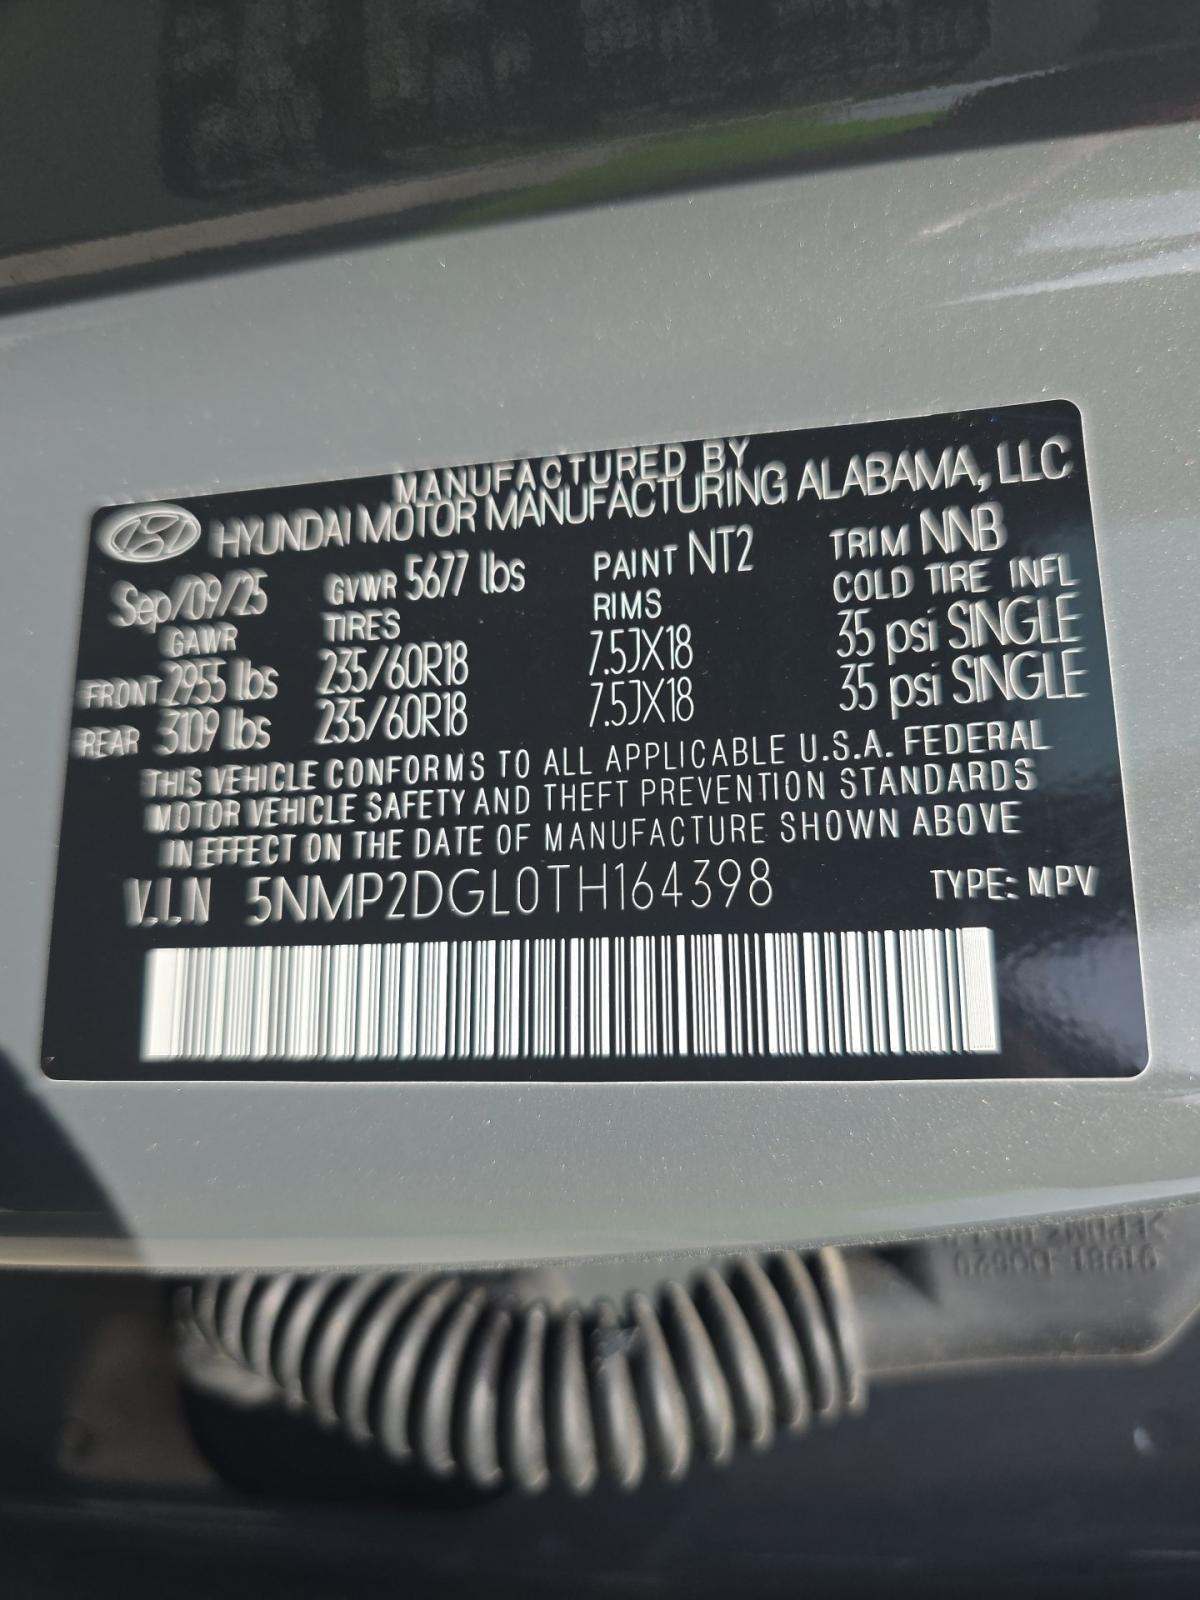 MANUFACTURED BY
HYUNDAI MOTOR MANUFACTURING ALABAMA, LLC
Sep/09/25 GVWR 5677 lbs PAINT NT2 TRIM NNB
GAWR TIRES RIMS COLD TIRE INFL
FRONT 2955 lbs 235/60R18 7.5JX18 35 psi SINGLE
REAR 3109 lbs 235/60R18 7.5JX18 35 psi SINGLE
THIS VEHICLE CONFORMS TO ALL APPLICABLE U.S.A. FEDERAL
MOTOR VEHICLE SAFETY AND THEFT PREVENTION STANDARDS
IN EFFECT ON THE DATE OF MANUFACTURE SHOWN ABOVE
V.I.N 5NMP2DGL0TH164398 TYPE: MPV